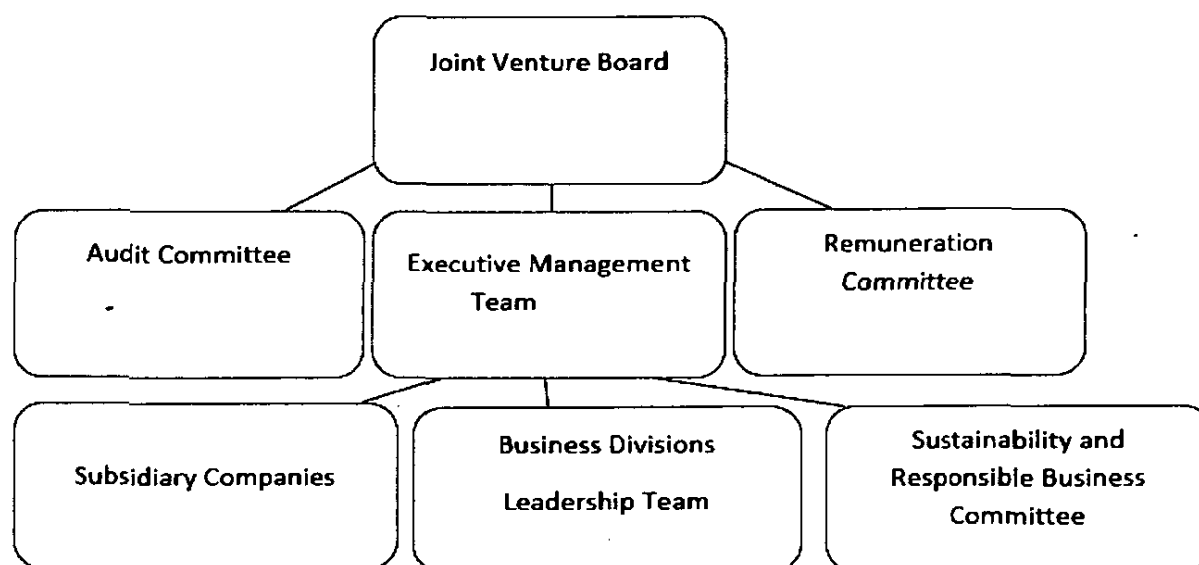 Joint Venture Board
Audit Committee
Executive Management
Team
Remuneration
Committee
Subsidiary Companies
Business Divisions
Leadership Team
Sustainability and
Responsible Business
Committee